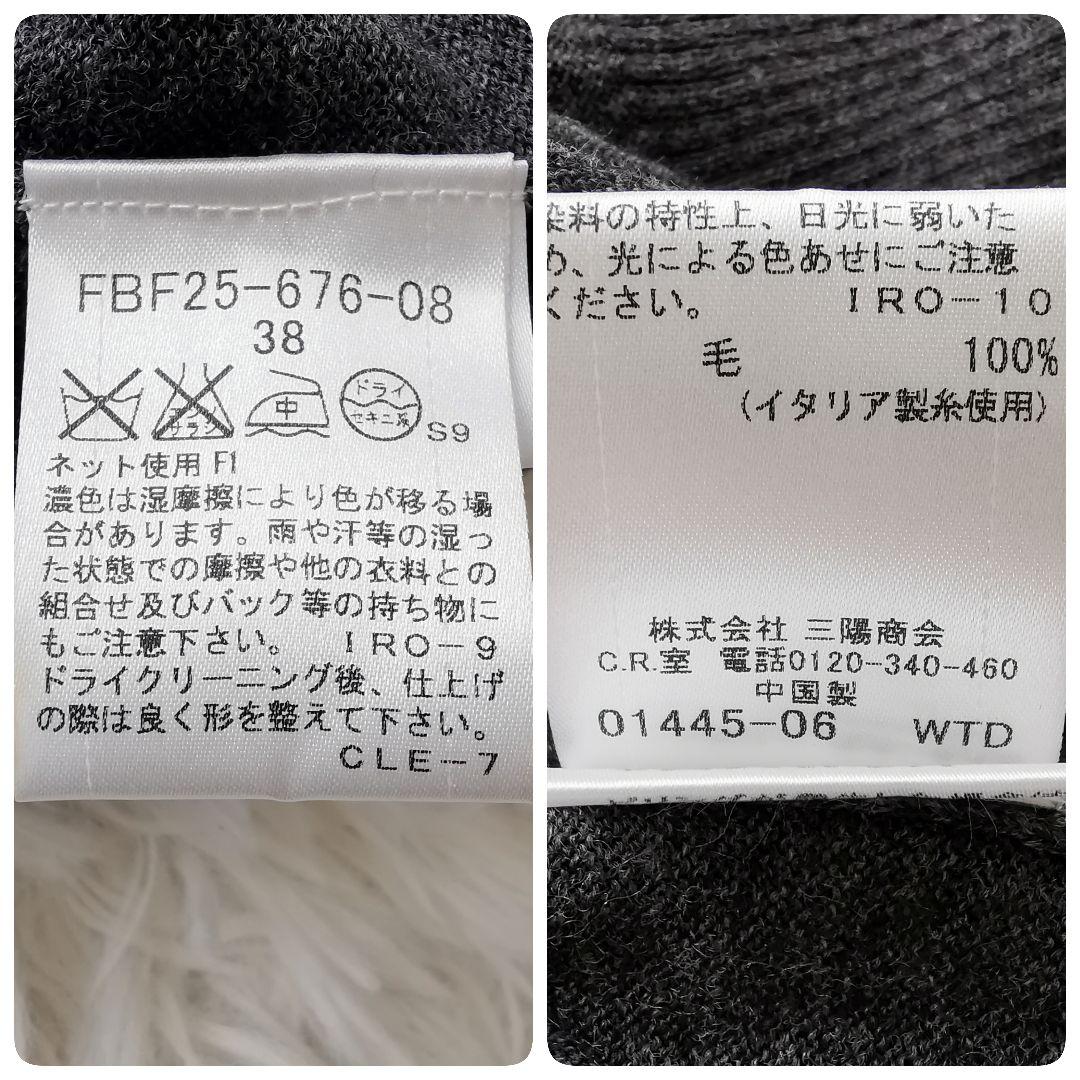 FBF25-676-08
38
エンソ
サラシ
中
ドライ
セキユ系
S9
ネット使用 F1
濃色は湿摩擦により色が移る場
合があります。雨や汗等の湿っ
た状態での摩擦や他の衣料との
組合せ及びバック等の持ち物に
もご注意下さい。 IRO-9
ドライクリーニング後、仕上げ
の際は良く形を整えて下さい。
CLE-7
染料の特性上、日光に弱いた
め、光による色あせにご注意
ください。 IRO-10
毛 100%
(イタリア製糸使用)
株式会社 三陽商会
C.R.室 電話0120-340-460
中国製
01445-06 WTD